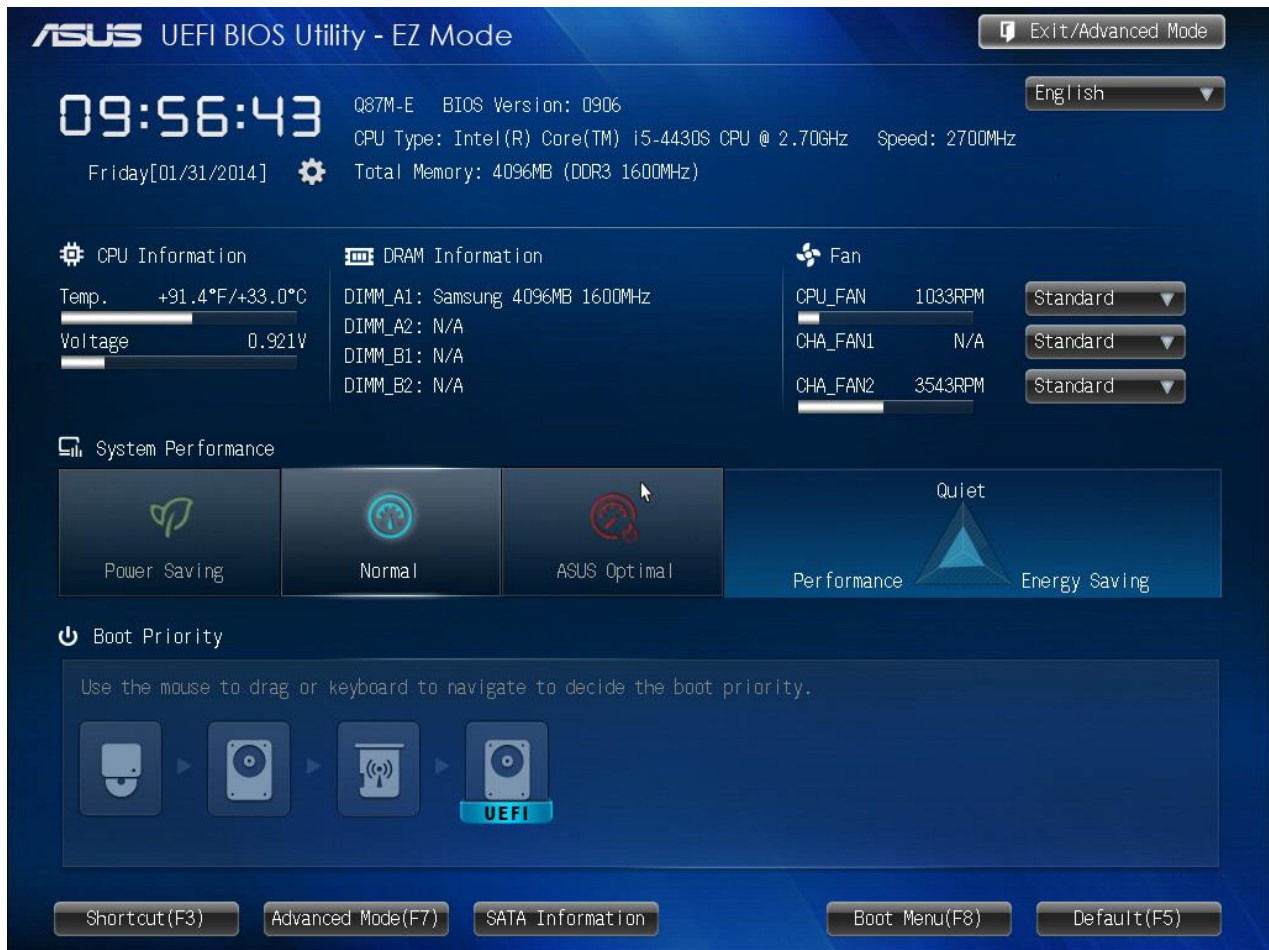 ASUS UEFI BIOS Utility - EZ Mode
Exit/Advanced Mode
English
09:56:43
Friday[01/31/2014]
Q87M-E BIOS Version: 0906
CPU Type: Intel(R) Core(TM) i5-4430S CPU @ 2.70GHz Speed: 2700MHz
Total Memory: 4096MB (DDR3 1600MHz)
CPU Information
Temp. +91.4°F/+33.0°C
Voltage 0.921V
DRAM Information
DIMM_A1: Samsung 4096MB 1600MHz
DIMM_A2: N/A
DIMM_B1: N/A
DIMM_B2: N/A
Fan
CPU_FAN 1033RPM Standard
CHA_FAN1 N/A Standard
CHA_FAN2 3543RPM Standard
System Performance
Power Saving
Normal
ASUS Optimal
Quiet
Performance
Energy Saving
Boot Priority
Use the mouse to drag or keyboard to navigate to decide the boot priority.
UEFI
Shortcut(F3)
Advanced Mode(F7)
SATA Information
Boot Menu(F8)
Default(F5)